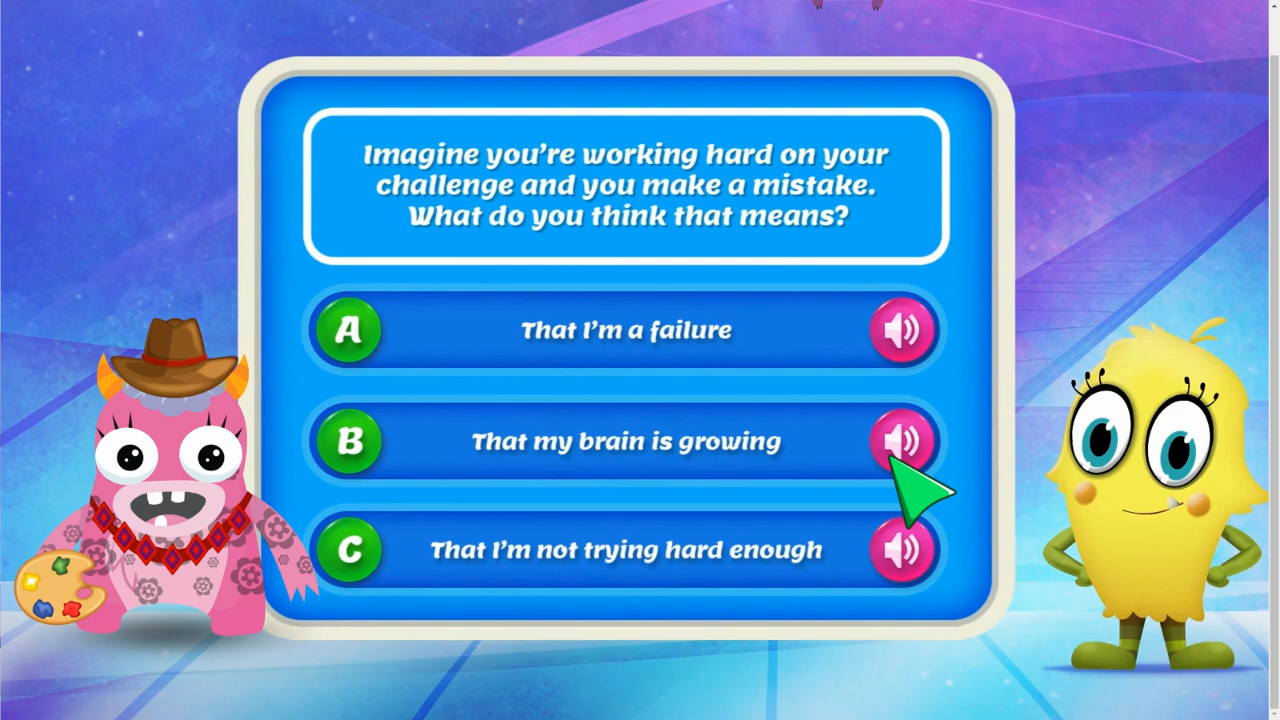 Imagine you're working hard on your
challenge and you make a mistake.
What do you think that means?
A That I'm a failure
B That my brain is growing
C That I'm not trying hard enough